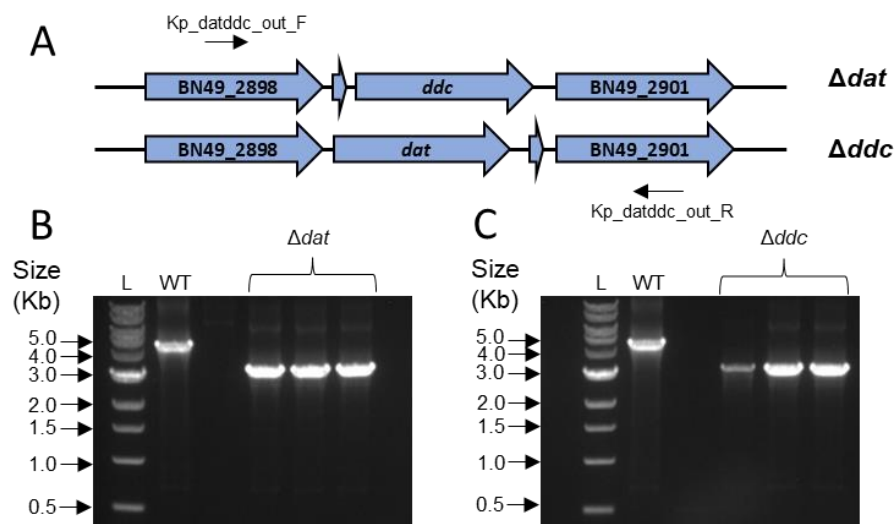 A
Kp_datddc_out_F
BN49_2898
ddc
BN49_2901
Δdat
BN49_2898
dat
BN49_2901
Δddc
Kp_datddc_out_R
B
Δdat
Size
(Kb)
L
WT
5.0
4.0
3.0
2.0
1.5
1.0
0.5
C
Δddc
Size
(Kb)
L
WT
5.0
4.0
3.0
2.0
1.5
1.0
0.5